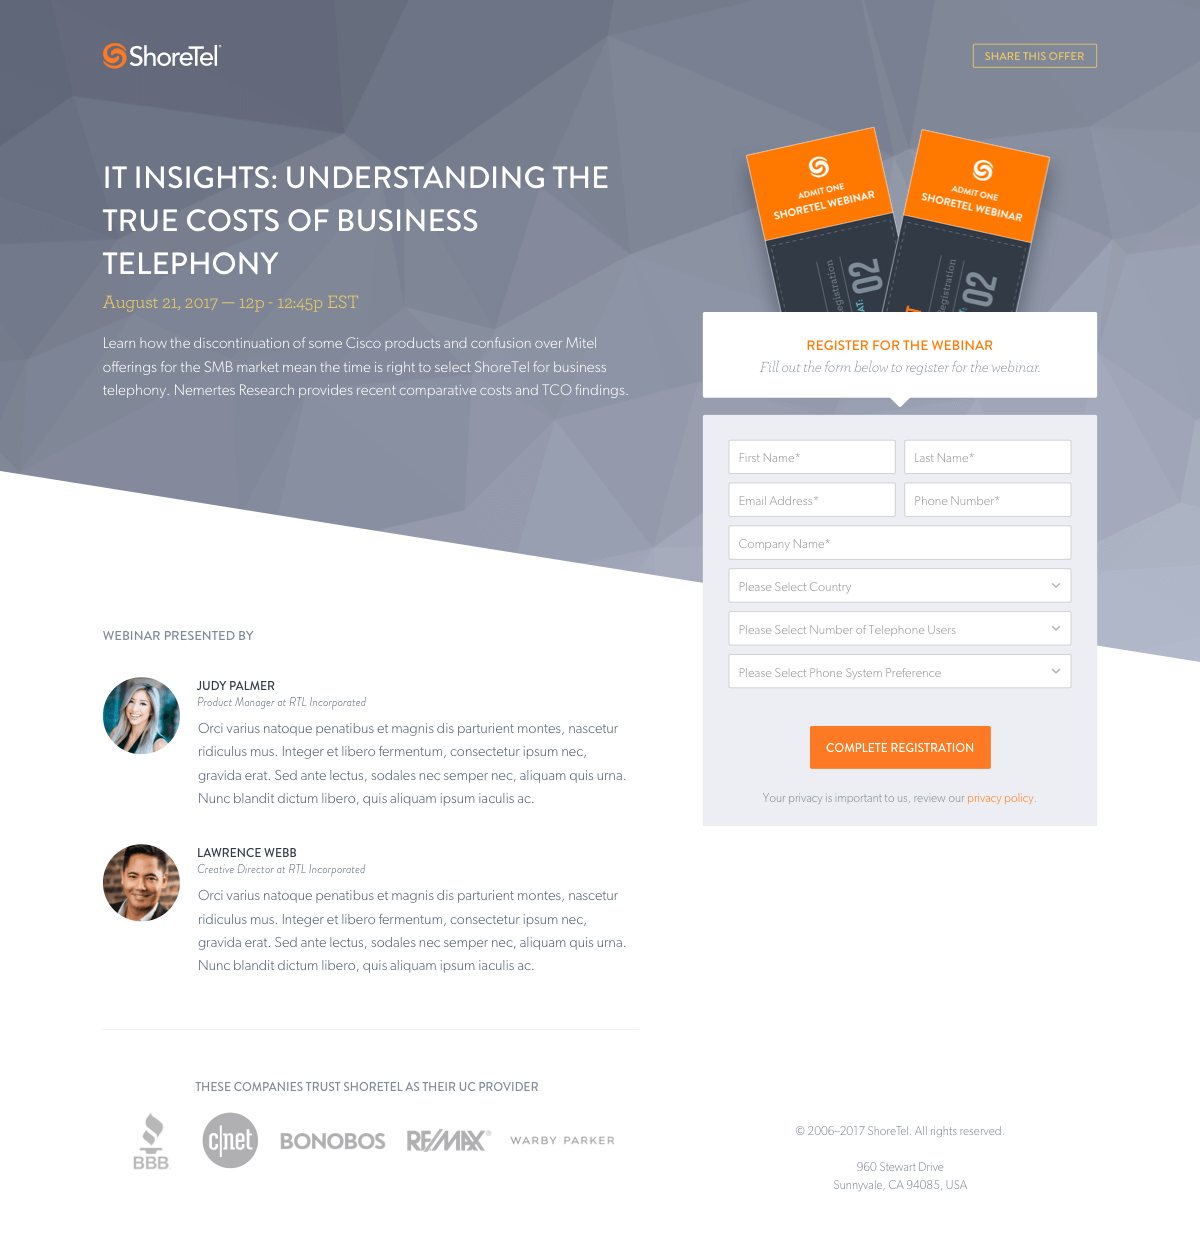 ShoreTel
SHARE THIS OFFER
IT INSIGHTS: UNDERSTANDING THE
TRUE COSTS OF BUSINESS
TELEPHONY
August 21, 2017 — 12p - 12:45p EST
Learn how the discontinuation of some Cisco products and confusion over Mitel
offerings for the SMB market mean the time is right to select ShoreTel for business
telephony. Nemertes Research provides recent comparative costs and TCO findings.
ADMIT ONE
SHORETEL WEBINAR
Registration
02
ADMIT ONE
SHORETEL WEBINAR
Registration
02
REGISTER FOR THE WEBINAR
Fill out the form below to register for the webinar.
First Name*
Last Name*
Email Address*
Phone Number*
Company Name*
Please Select Country
Please Select Number of Telephone Users
Please Select Phone System Preference
COMPLETE REGISTRATION
Your privacy is important to us, review our privacy policy.
WEBINAR PRESENTED BY
JUDY PALMER
Product Manager at RTL Incorporated
Orci varius natoque penatibus et magnis dis parturient montes, nascetur
ridiculus mus. Integer et libero fermentum, consectetur ipsum nec,
gravida erat. Sed ante lectus, sodales nec semper nec, aliquam quis urna.
Nunc blandit dictum libero, quis aliquam ipsum iaculis ac.
LAWRENCE WEBB
Creative Director at RTL Incorporated
Orci varius natoque penatibus et magnis dis parturient montes, nascetur
ridiculus mus. Integer et libero fermentum, consectetur ipsum nec,
gravida erat. Sed ante lectus, sodales nec semper nec, aliquam quis urna.
Nunc blandit dictum libero, quis aliquam ipsum iaculis ac.
THESE COMPANIES TRUST SHORETEL AS THEIR UC PROVIDER
BBB
c|net
BONOBOS
RE/MAX®
WARBY PARKER
© 2006–2017 ShoreTel. All rights reserved.
960 Stewart Drive
Sunnyvale, CA 94085, USA